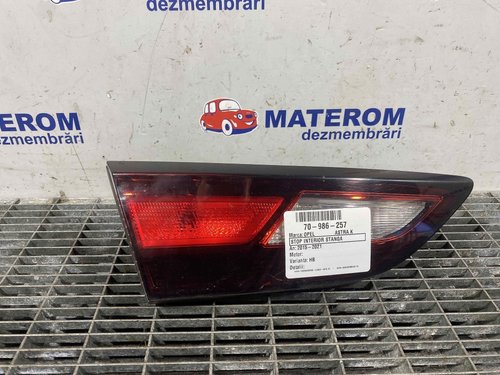 dezmembrări
MATEROM
dezmembrări
MATEROM
dezmembrări
70-986-257
Marca: OPEL ASTRA K
STOP INTERIOR STANGA
An: 2015-2021
Motor:
Varianta: HB
Detalii: